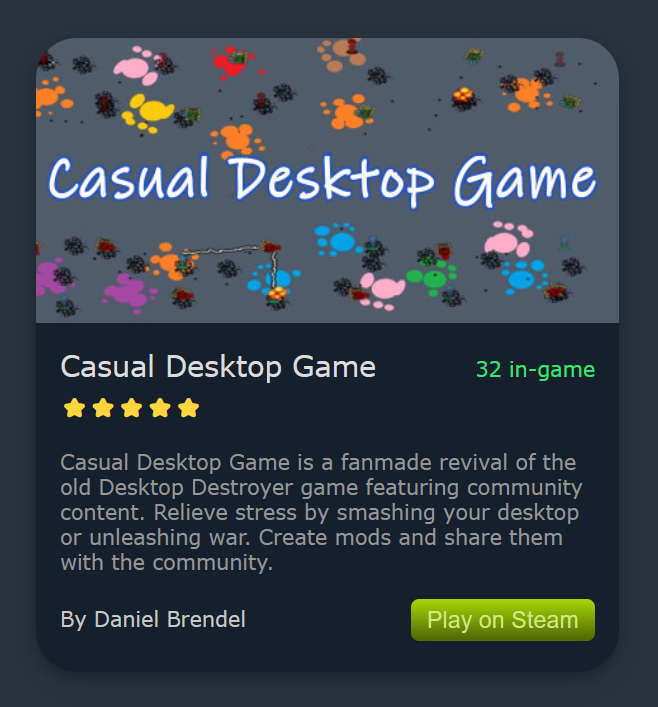 Casual Desktop Game
Casual Desktop Game
32 in-game
Casual Desktop Game is a fanmade revival of the
old Desktop Destroyer game featuring community
content. Relieve stress by smashing your desktop
or unleashing war. Create mods and share them
with the community.
By Daniel Brendel
Play on Steam